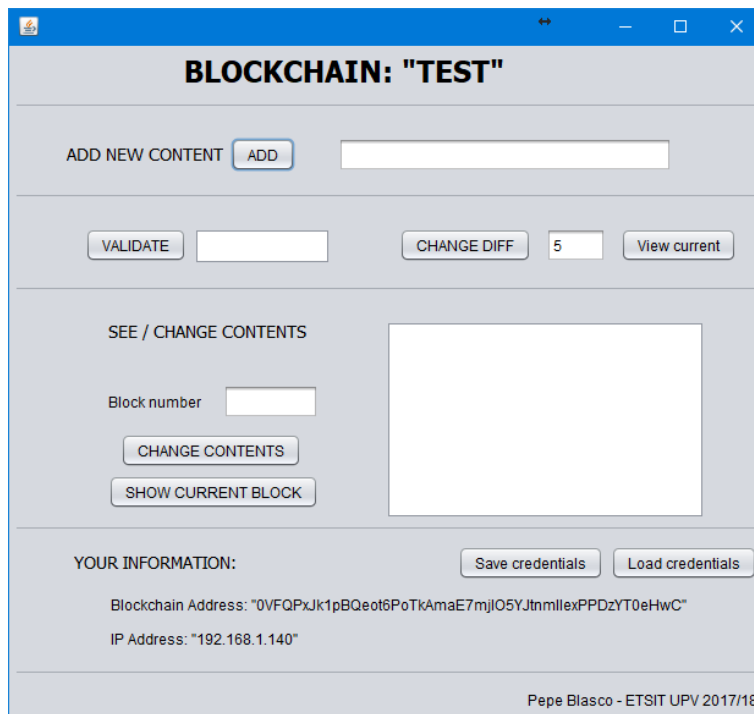 BLOCKCHAIN: "TEST"
ADD NEW CONTENT ADD
VALIDATE CHANGE DIFF 5 View current
SEE / CHANGE CONTENTS
Block number
CHANGE CONTENTS
SHOW CURRENT BLOCK
YOUR INFORMATION: Save credentials Load credentials
Blockchain Address: "0VFQPxJk1pBQeot6PoTkAmaE7mjIO5YJtnmIlexPPDzYT0eHwC"
IP Address: "192.168.1.140"
Pepe Blasco - ETSIT UPV 2017/18